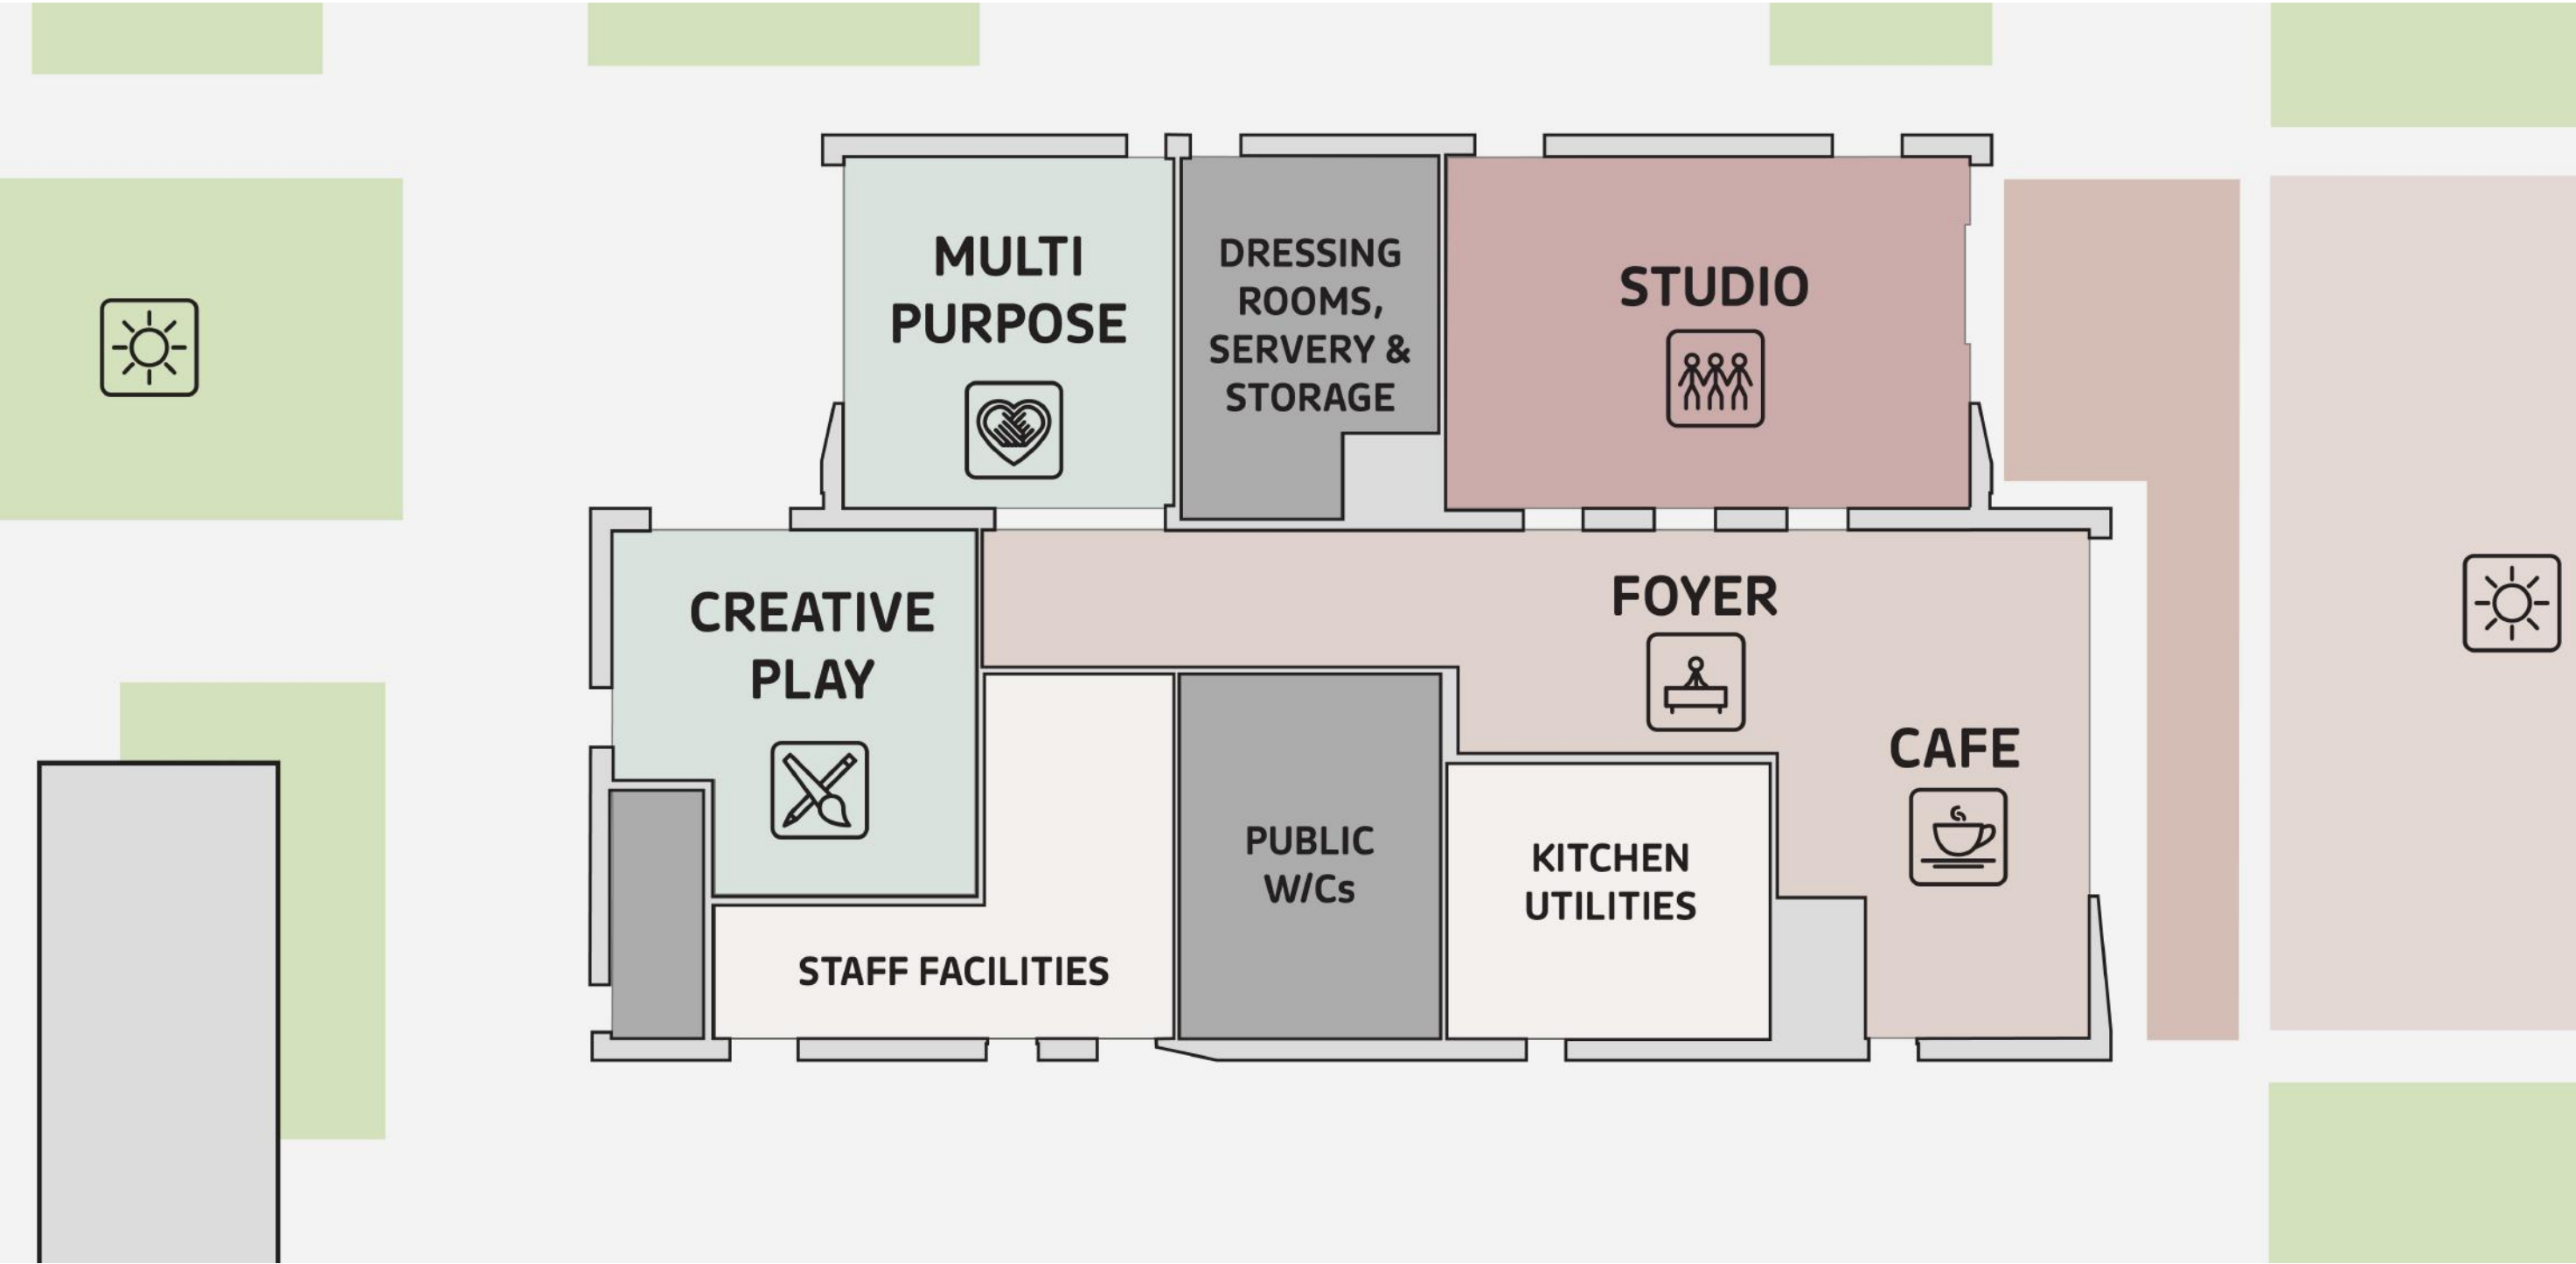 MULTI
PURPOSE
DRESSING
ROOMS,
SERVERY &
STORAGE
STUDIO
CREATIVE
PLAY
FOYER
CAFE
PUBLIC
W/Cs
KITCHEN
UTILITIES
STAFF FACILITIES